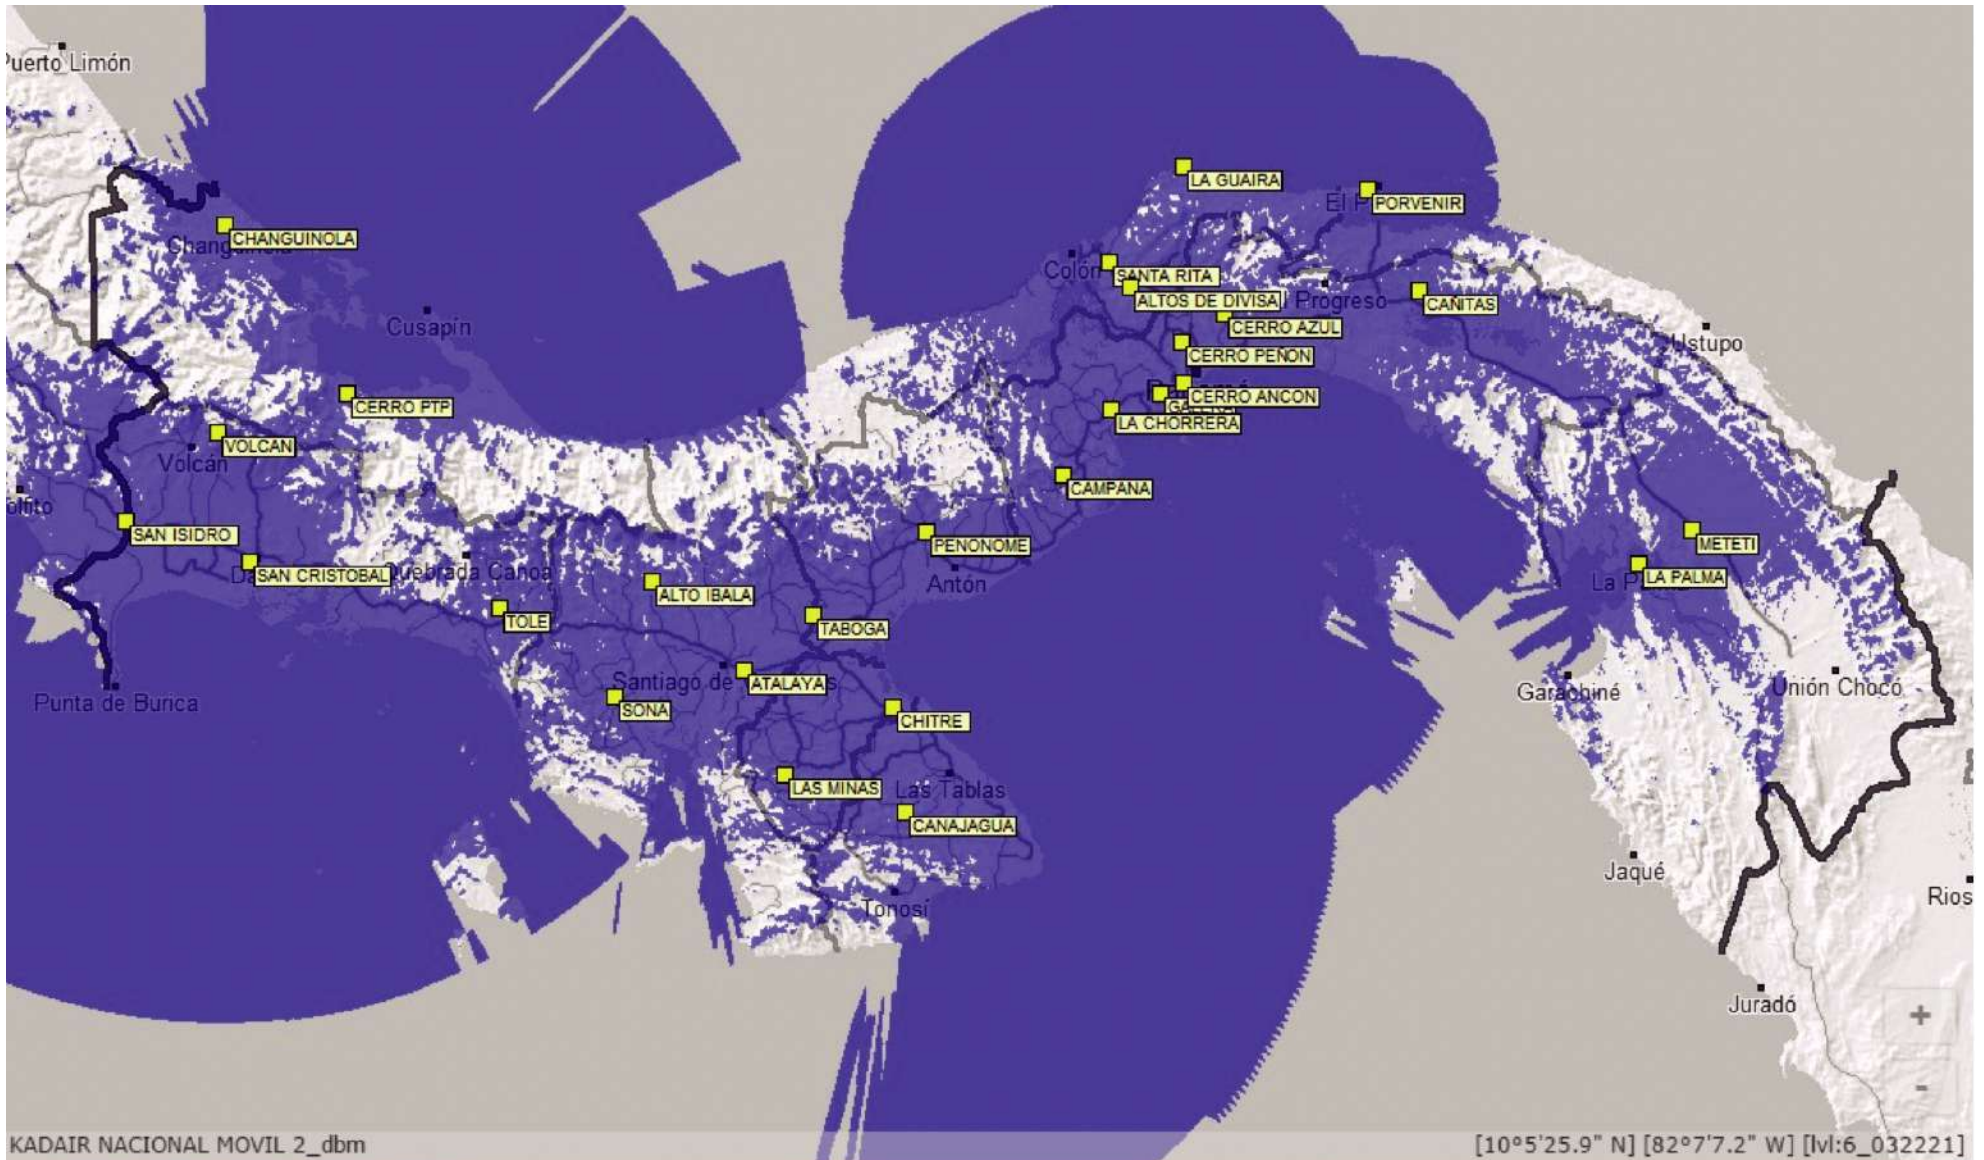 Puerto Limón
LA GUAIRA
PORVENIR
CHANGUINOLA
Colón
SANTA RITA
ALTOS DE DIVISA
Progreso
CAÑITAS
Cusapín
CERRO AZUL
Ustupo
CERRO PEÑON
CERRO ANCON
CERRO PTP
LA CHORRERA
VOLCAN
Volcán
CAMPANA
SAN ISIDRO
PENONOME
METETI
SAN CRISTOBAL
Quebrada Canoa
Antón
LA PALMA
ALTO IBALA
TOLE
TABOGA
Santiago de
ATALAYA
Garachiné
Unión Chocó
Punta de Burica
SONA
CHITRE
LAS MINAS
Las Tablas
CANAJAGUA
Jaqué
Rios
Tonosí
Juradó
+
-
KADAIR NACIONAL MOVIL 2_dbm
[10°5'25.9" N] [82°7'7.2" W] [lvl:6_032221]